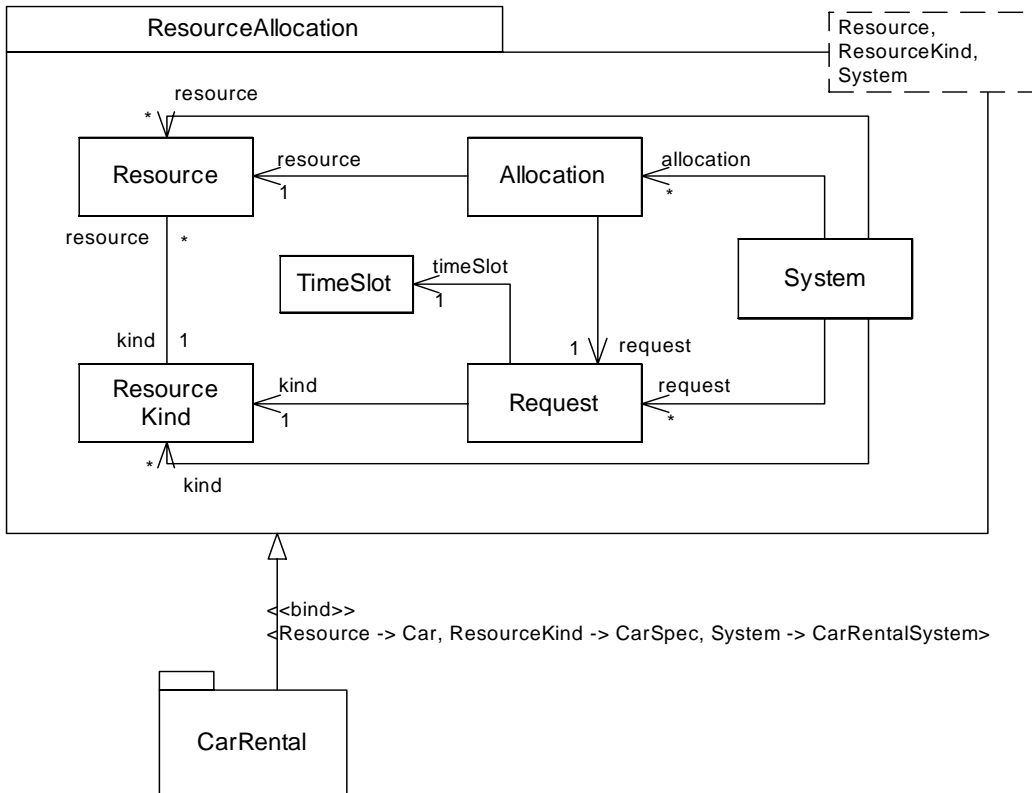 ResourceAllocation
Resource,
ResourceKind,
System
resource
*
Resource
resource
1
Allocation
allocation
*
resource
*
TimeSlot
timeSlot
1
System
kind
1
1
request
Resource
Kind
kind
1
Request
request
*
*
kind
<<bind>>
<Resource -> Car, ResourceKind -> CarSpec, System -> CarRentalSystem>
CarRental